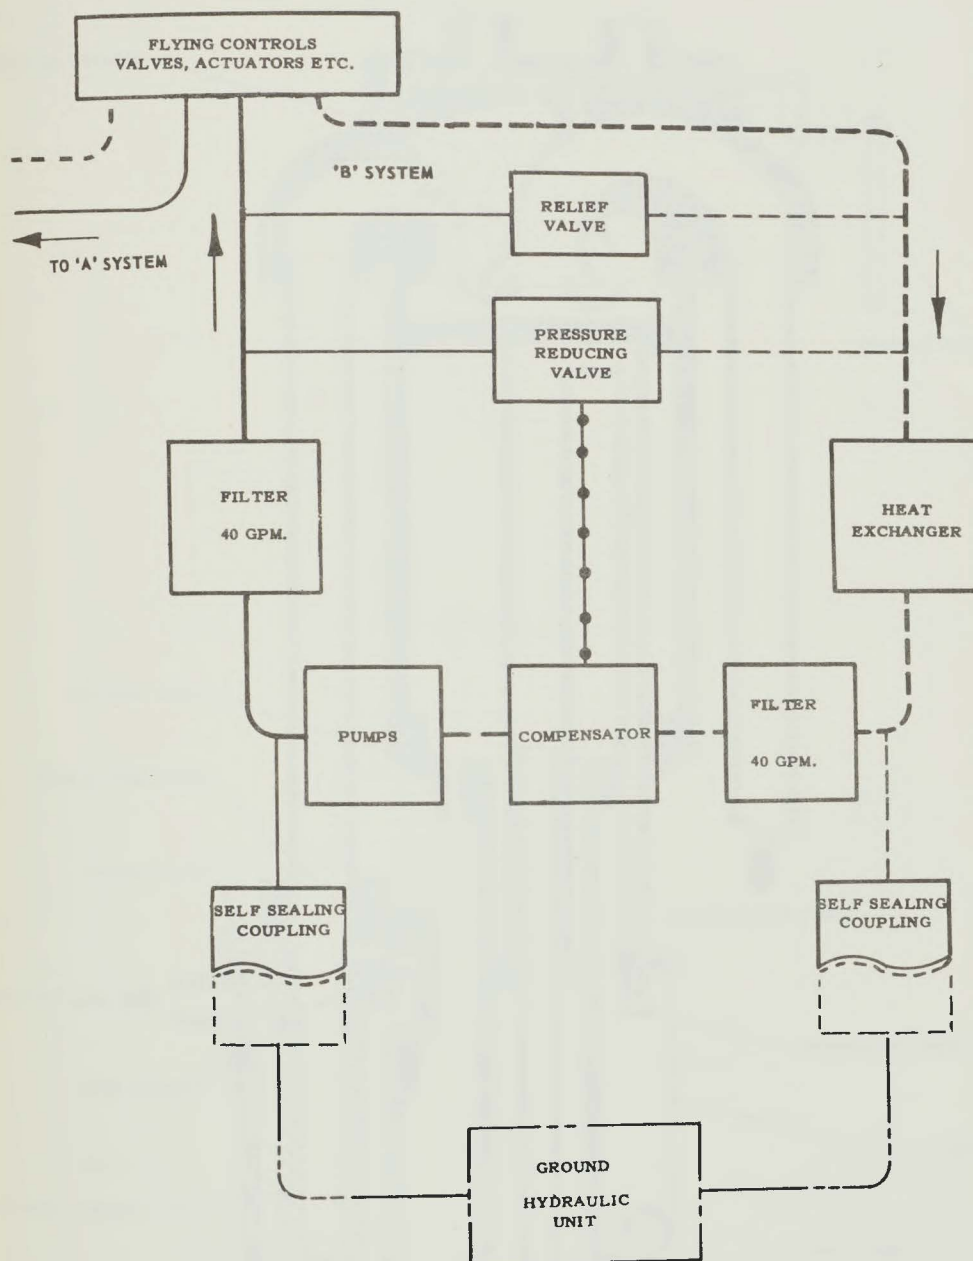 FLYING CONTROLS
VALVES, ACTUATORS ETC.
'B' SYSTEM
RELIEF
VALVE
TO 'A' SYSTEM
PRESSURE
REDUCING
VALVE
FILTER
40 GPM.
HEAT
EXCHANGER
PUMPS
COMPENSATOR
FILTER
40 GPM.
SELF SEALING
COUPLING
SELF SEALING
COUPLING
GROUND
HYDRAULIC
UNIT